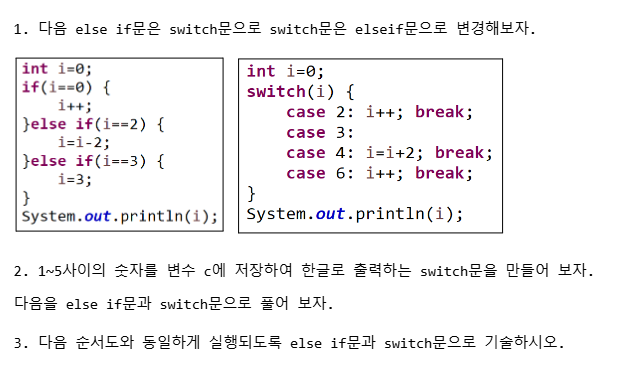 1. 다음 else if문은 switch문으로 switch문은 elseif문으로 변경해보자.
int i=0;
if(i==0) {
    i++;
}else if(i==2) {
    i=i-2;
}else if(i==3) {
    i=3;
}
System.out.println(i);
int i=0;
switch(i) {
    case 2: i++; break;
    case 3:
    case 4: i=i+2; break;
    case 6: i++; break;
}
System.out.println(i);
2. 1~5사이의 숫자를 변수 c에 저장하여 한글로 출력하는 switch문을 만들어 보자.
다음을 else if문과 switch문으로 풀어 보자.
3. 다음 순서도와 동일하게 실행되도록 else if문과 switch문으로 기술하시오.